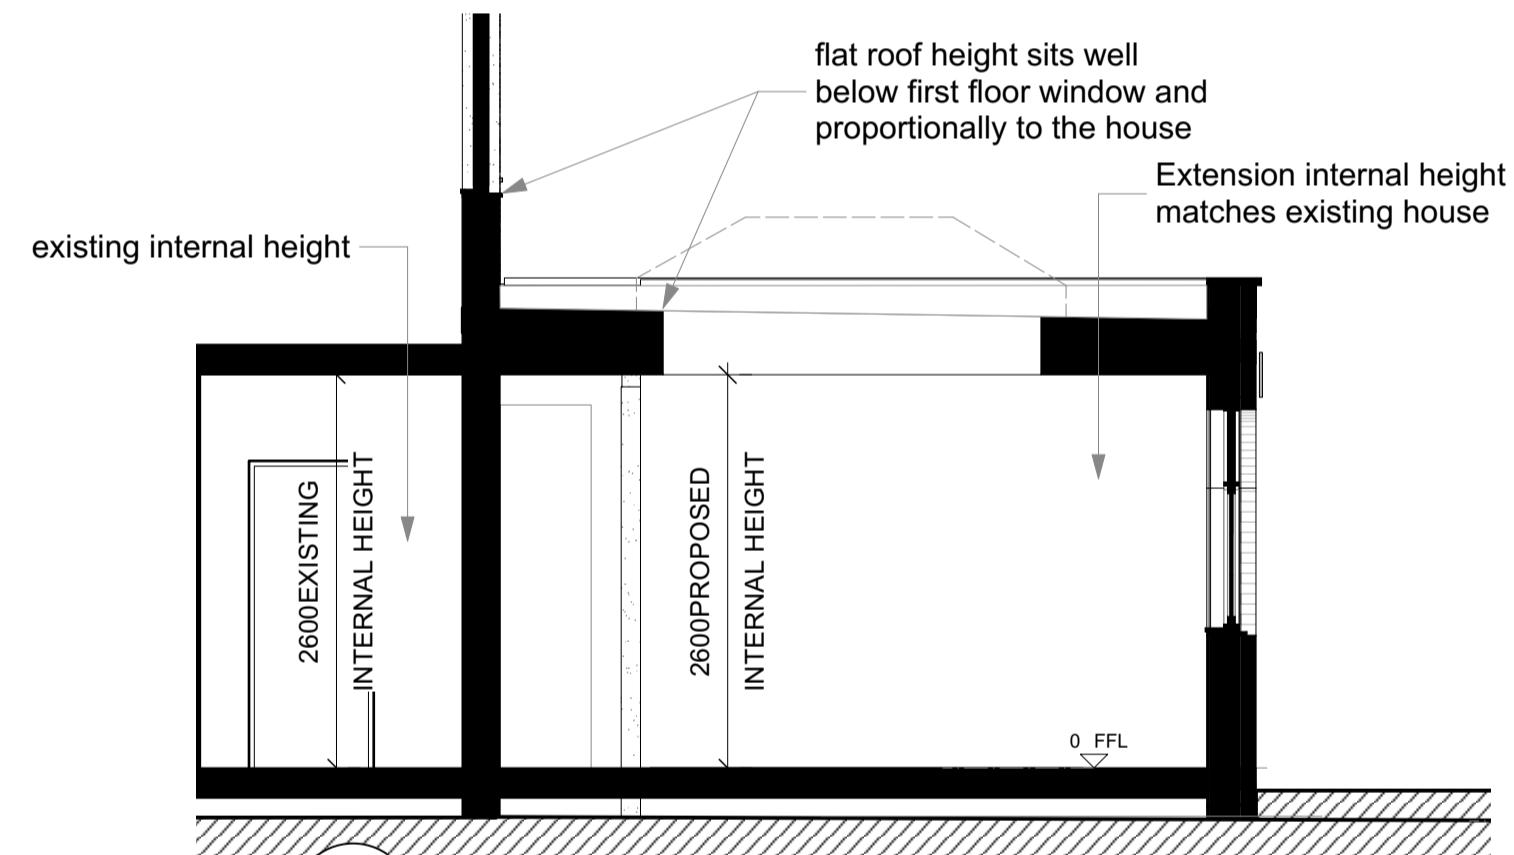 flat roof height sits well
below first floor window and
proportionally to the house
Extension internal height
matches existing house
existing internal height
2600EXISTING
INTERNAL HEIGHT
2600PROPOSED
INTERNAL HEIGHT
0 FFL